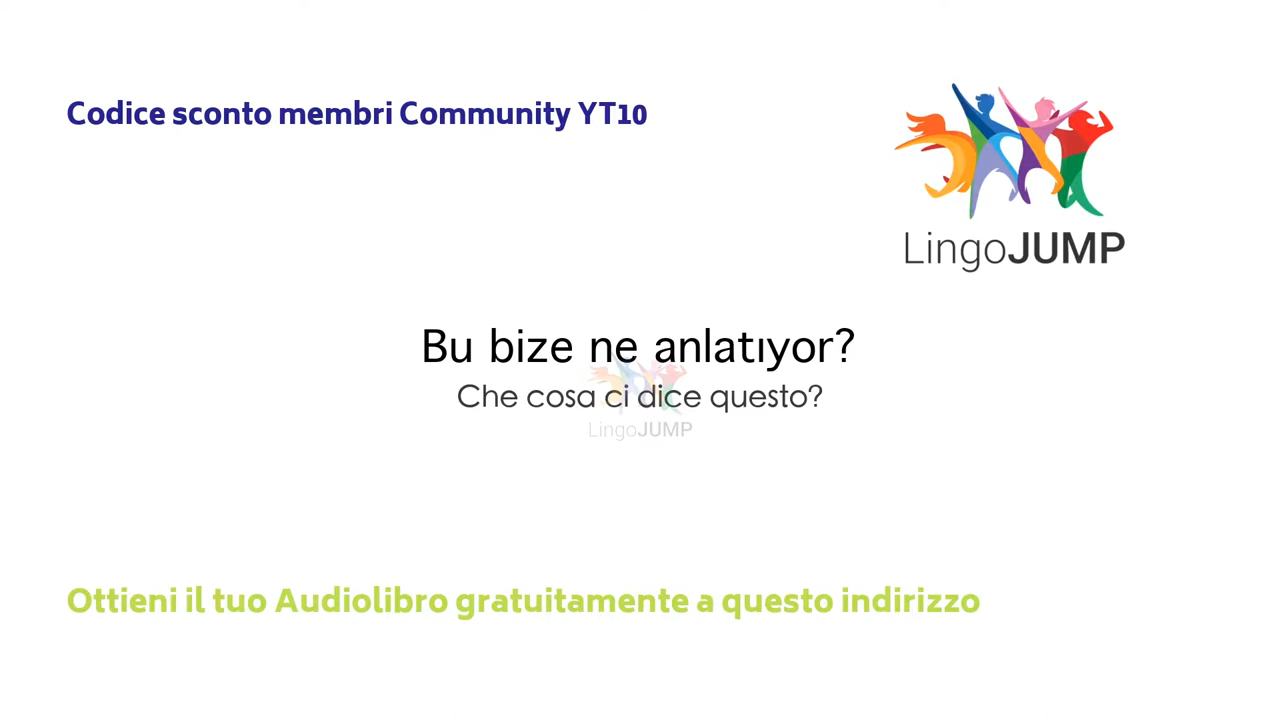 Codice sconto membri Community YT10
LingoJUMP
Bu bize ne anlatıyor?
Che cosa ci dice questo?
LingoJUMP
Ottieni il tuo Audiolibro gratuitamente a questo indirizzo